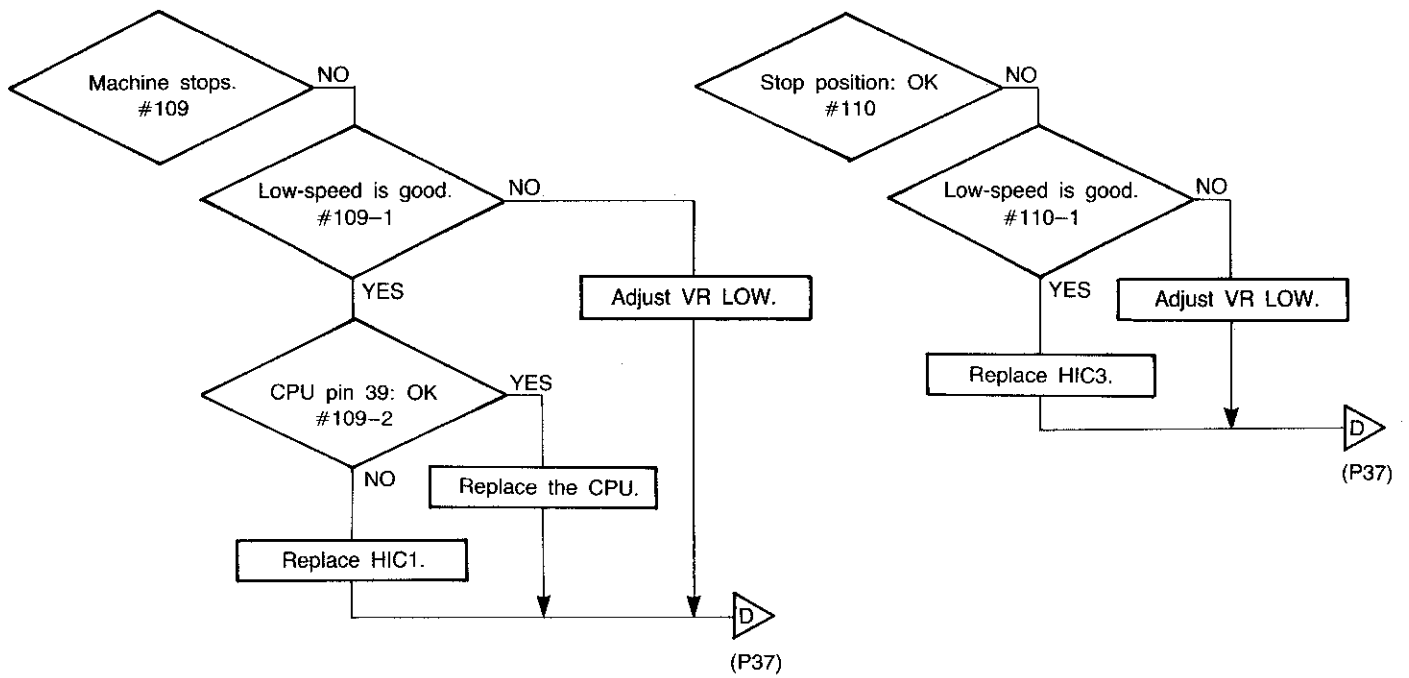 Machine stops.
#109
NO
Low-speed is good.
#109-1
NO
YES
Adjust VR LOW.
CPU pin 39: OK
#109-2
YES
NO
Replace the CPU.
Replace HIC1.
D
(P37)
Stop position: OK
#110
NO
Low-speed is good.
#110-1
NO
YES
Adjust VR LOW.
Replace HIC3.
D
(P37)